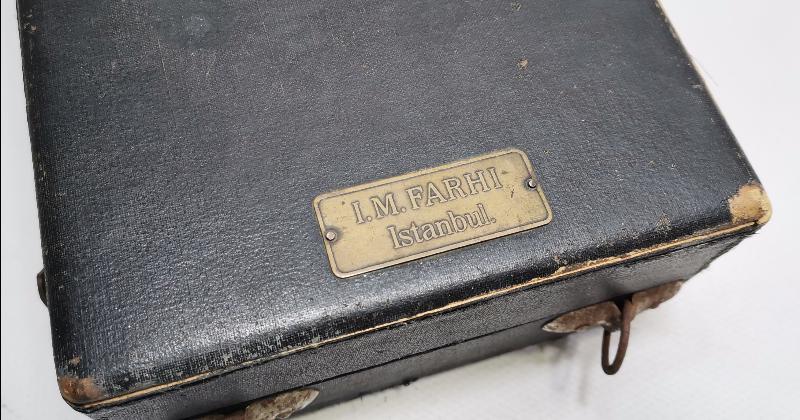 I. M. FARHI
Istanbul.